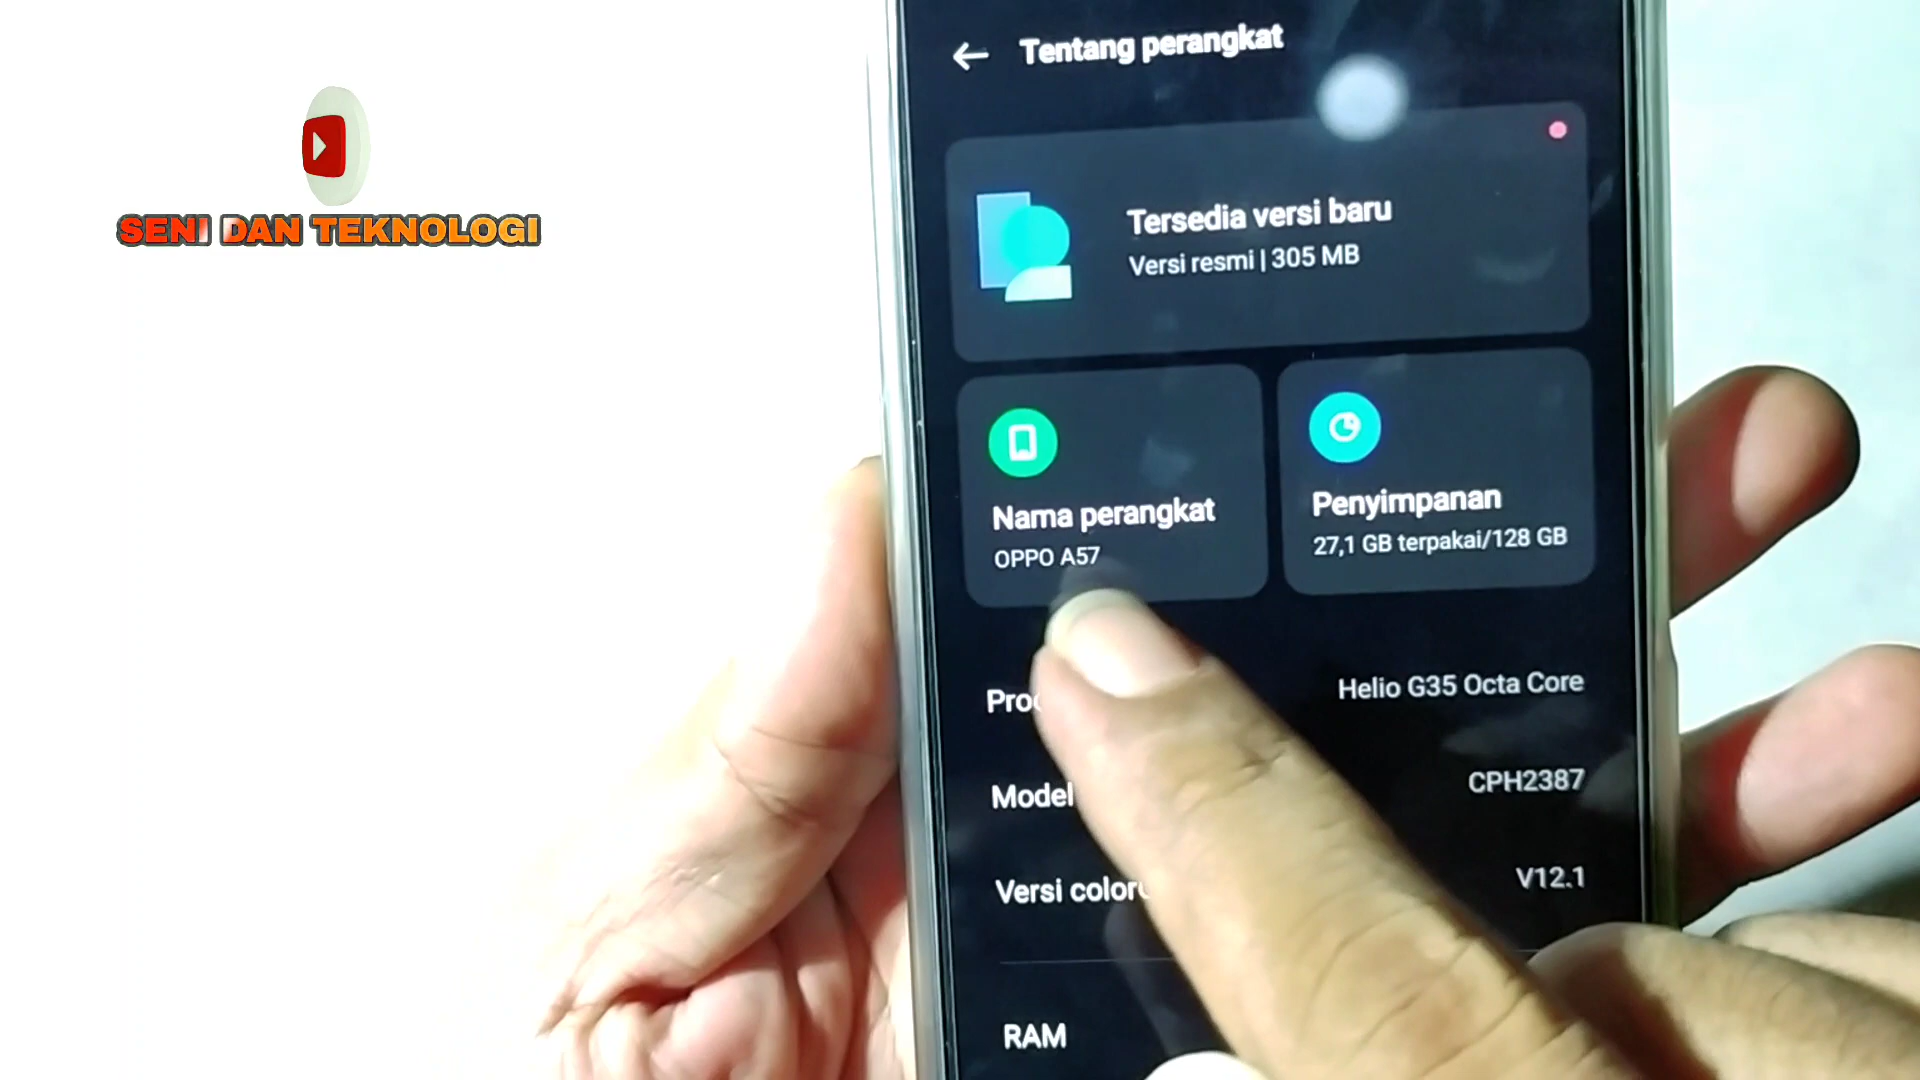 Tentang perangkat
SENI DAN TEKNOLOGI
Tersedia versi baru
Versi resmi | 305 MB
Nama perangkat
OPPO A57
Penyimpanan
27,1 GB terpakai/128 GB
Helio G35 Octa Core
Model
CPH2387
Versi
V12.1
RAM